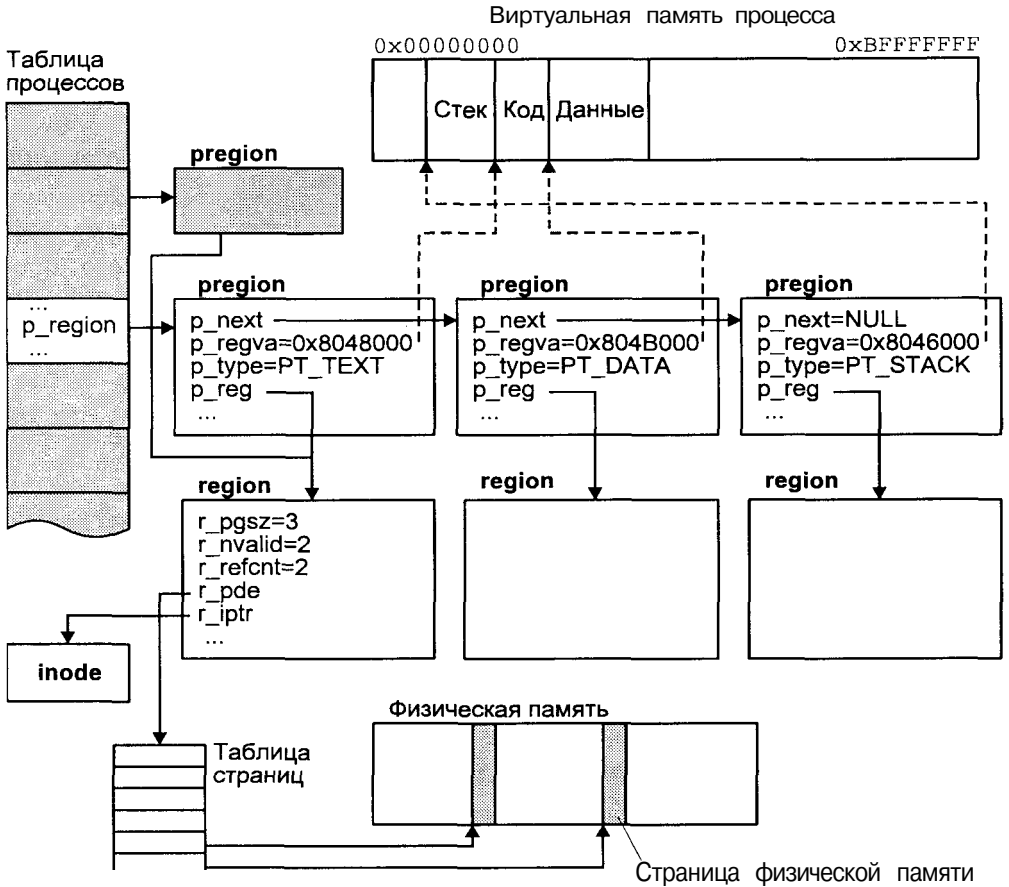 Виртуальная память процесса
0x00000000 0xBFFFFFFF
Таблица
процессов
Стек Код Данные
pregion
pregion pregion pregion
...
p_region
...
p_next p_next p_next=NULL
p_regva=0x8048000 p_regva=0x804B000 p_regva=0x8046000
p_type=PT_TEXT p_type=PT_DATA p_type=PT_STACK
p_reg p_reg p_reg
... ... ...
region region region
r_pgsz=3
r_nvalid=2
r_refcnt=2
r_pde
r_iptr
...
inode
Физическая память
Таблица
страниц
Страница физической памяти